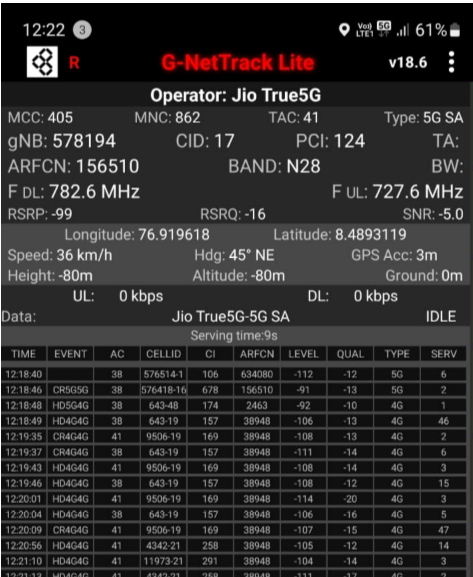 12:22 3 Vo)) LTE1 5G 61%
R G-NetTrack Lite v18.6
Operator: Jio True5G
MCC: 405 MNC: 862 TAC: 41 Type: 5G SA
gNB: 578194 CID: 17 PCI: 124 TA:
ARFCN: 156510 BAND: N28 BW:
F DL: 782.6 MHz F UL: 727.6 MHz
RSRP: -99 RSRQ: -16 SNR: -5.0
Longitude: 76.919618 Latitude: 8.4893119
Speed: 36 km/h Hdg: 45° NE GPS Acc: 3m
Height: -80m Altitude: -80m Ground: 0m
UL: 0 kbps DL: 0 kbps
Data: Jio True5G-5G SA IDLE
Serving time:9s
TIME EVENT AC CELLID CI ARFCN LEVEL QUAL TYPE SERV
12:18:40 38 576514-1 106 634080 -112 -12 5G 6
12:18:46 CR5G5G 38 576418-16 678 156510 -91 -13 5G 2
12:18:48 HD5G4G 38 643-48 174 2463 -92 -10 4G 1
12:18:49 HD4G4G 38 643-19 157 38948 -106 -13 4G 46
12:19:35 CR4G4G 41 9506-19 169 38948 -108 -13 4G 2
12:19:37 CR4G4G 38 643-19 157 38948 -111 -14 4G 6
12:19:43 HD4G4G 41 9506-19 169 38948 -108 -14 4G 3
12:19:46 HD4G4G 38 643-19 157 38948 -108 -12 4G 15
12:20:01 HD4G4G 41 9506-19 169 38948 -114 -20 4G 3
12:20:04 HD4G4G 38 643-19 157 38948 -106 -16 4G 5
12:20:09 CR4G4G 41 9506-19 169 38948 -107 -15 4G 47
12:20:56 HD4G4G 41 4342-21 258 38948 -105 -12 4G 14
12:21:10 HD4G4G 41 11973-21 291 38948 -104 -14 4G 3
12:21:13 HD4G4G 41 4342-21 258 38948 -111 -17 4G 2